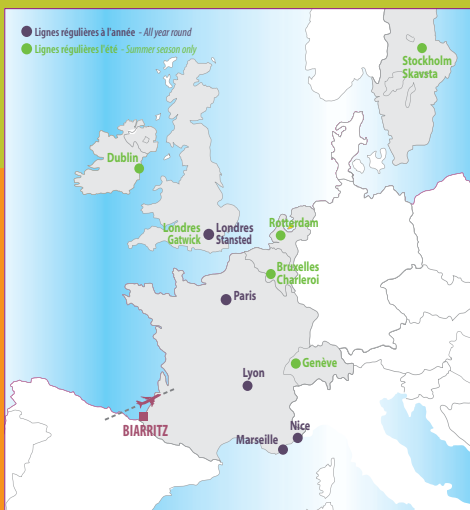 Lignes régulières à l'année - All year round
Lignes régulières l'été - Summer season only
Stockholm
Skavsta
Dublin
Londres
Gatwick
Londres
Stansted
Rotterdam
Bruxelles
Charleroi
Paris
Genève
Lyon
BIARRITZ
Nice
Marseille